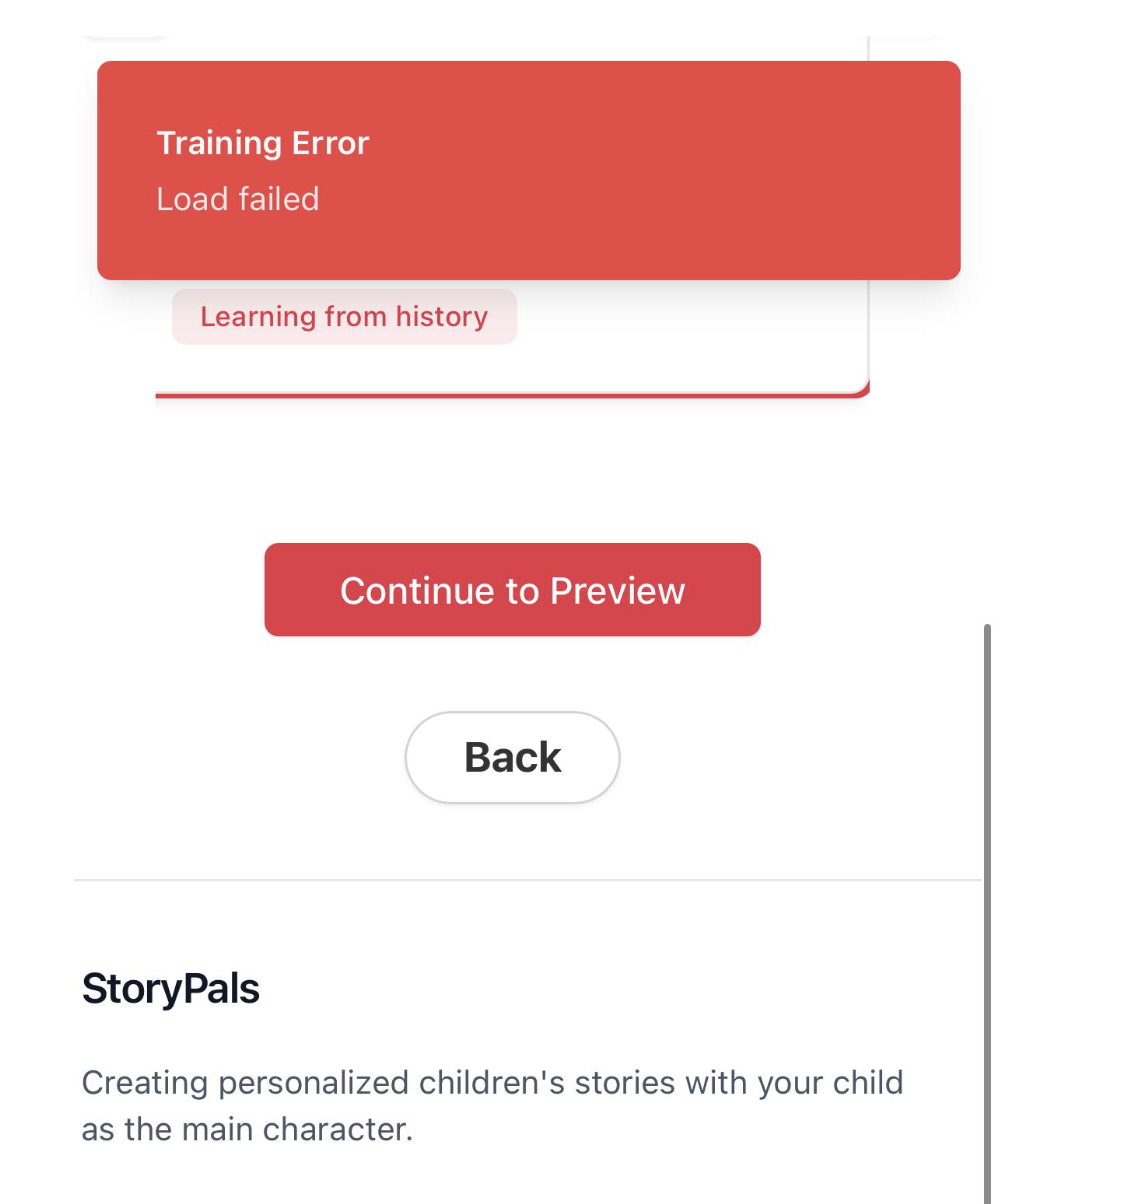 Training Error
Load failed
Learning from history
Continue to Preview
Back
StoryPals
Creating personalized children's stories with your child
as the main character.